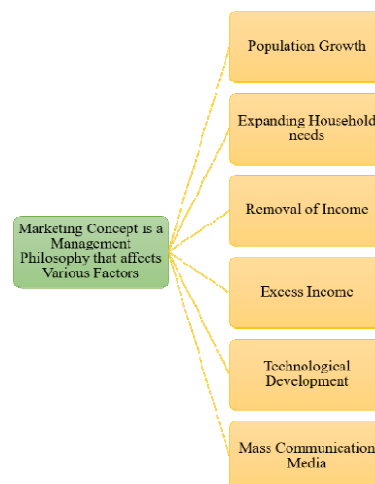 Population Growth
Expanding Household
needs
Removal of Income
Marketing Concept is a
Management
Philosophy that affects
Various Factors
Excess Income
Technological
Development
Mass Communication
Media